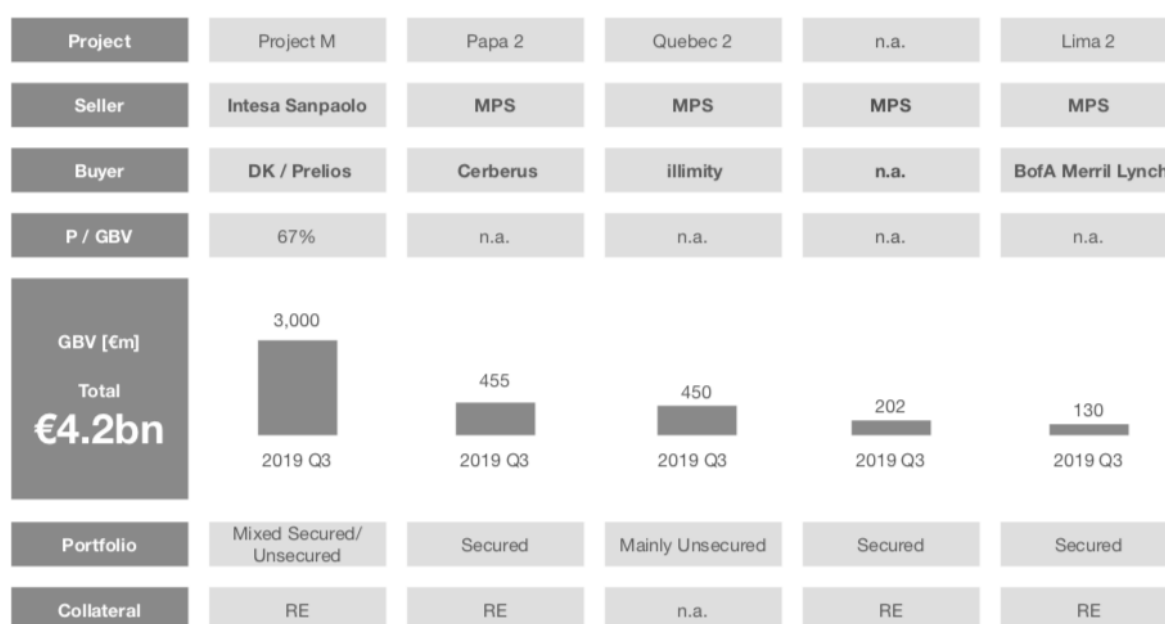 Project Project M Papa 2 Quebec 2 n.a. Lima 2
Seller Intesa Sanpaolo MPS MPS MPS MPS
Buyer DK / Prelios Cerberus illimity n.a. BofA Merril Lynch
P / GBV 67% n.a. n.a. n.a. n.a.
GBV [€m]
Total
€4.2bn
3,000 455 450 202 130
2019 Q3 2019 Q3 2019 Q3 2019 Q3 2019 Q3
Portfolio Mixed Secured/
Unsecured Secured Mainly Unsecured Secured Secured
Collateral RE RE n.a. RE RE